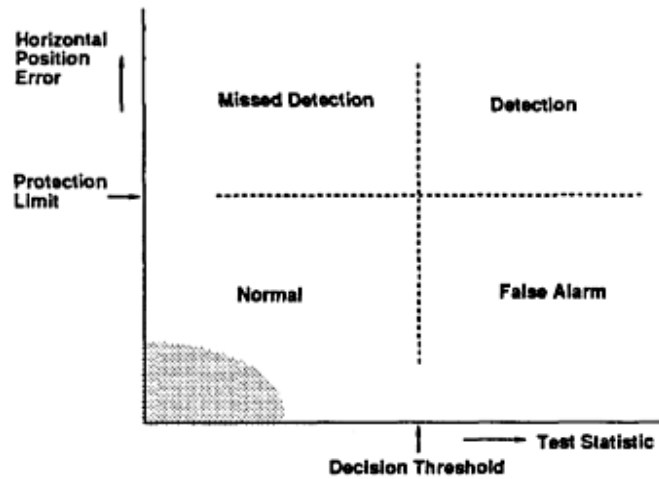 Horizontal
Position
Error
Missed Detection
Detection
Protection
Limit
Normal
False Alarm
Test Statistic
Decision Threshold